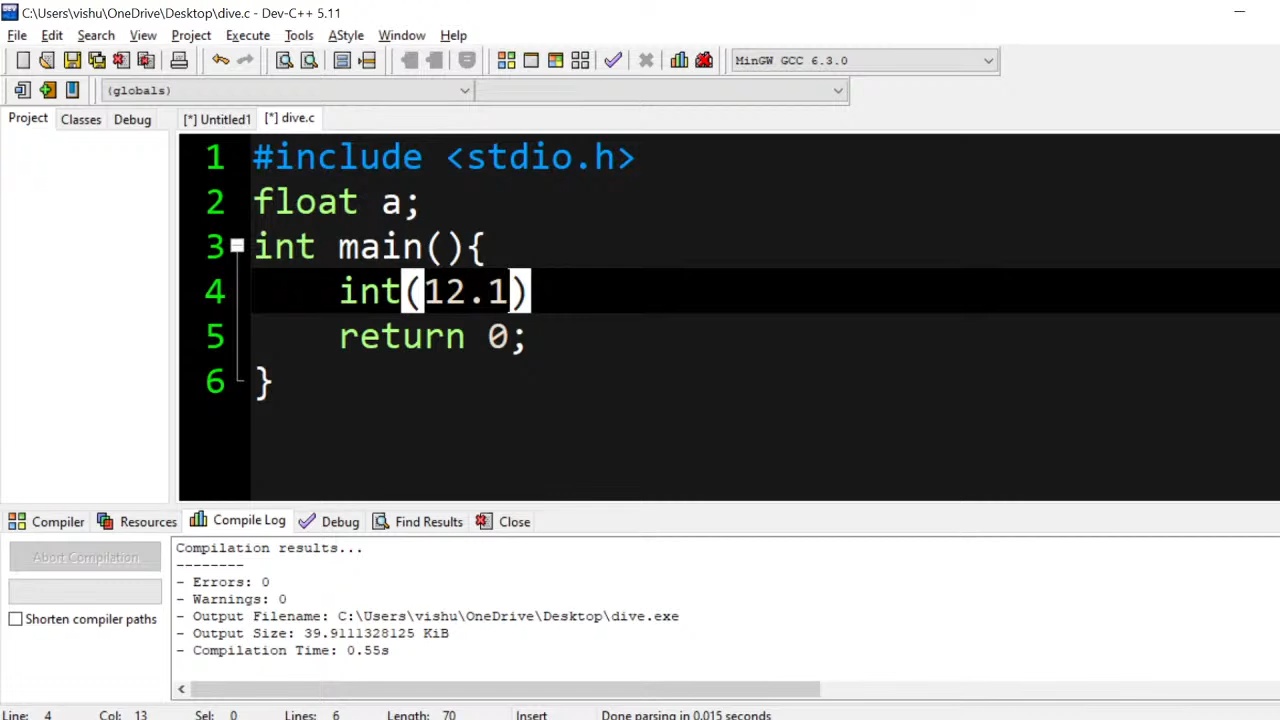 C:\Users\vishu\OneDrive\Desktop\dive.c - Dev-C++ 5.11
File Edit Search View Project Execute Tools AStyle Window Help
MinGW GCC 6.3.0
(globals)
Project Classes Debug [*] Untitled1 [*] dive.c
1 #include <stdio.h>
2 float a;
3 int main(){
4 int(12.1)
5 return 0;
6 }
Compiler Resources Compile Log Debug Find Results Close
Abort Compilation
Shorten compiler paths
Compilation results...
--------
- Errors: 0
- Warnings: 0
- Output Filename: C:\Users\vishu\OneDrive\Desktop\dive.exe
- Output Size: 39.9111328125 KiB
- Compilation Time: 0.55s
Line: 4 Col: 13 Sel: 0 Lines: 6 Length: 70 Insert Done parsing in 0.015 seconds